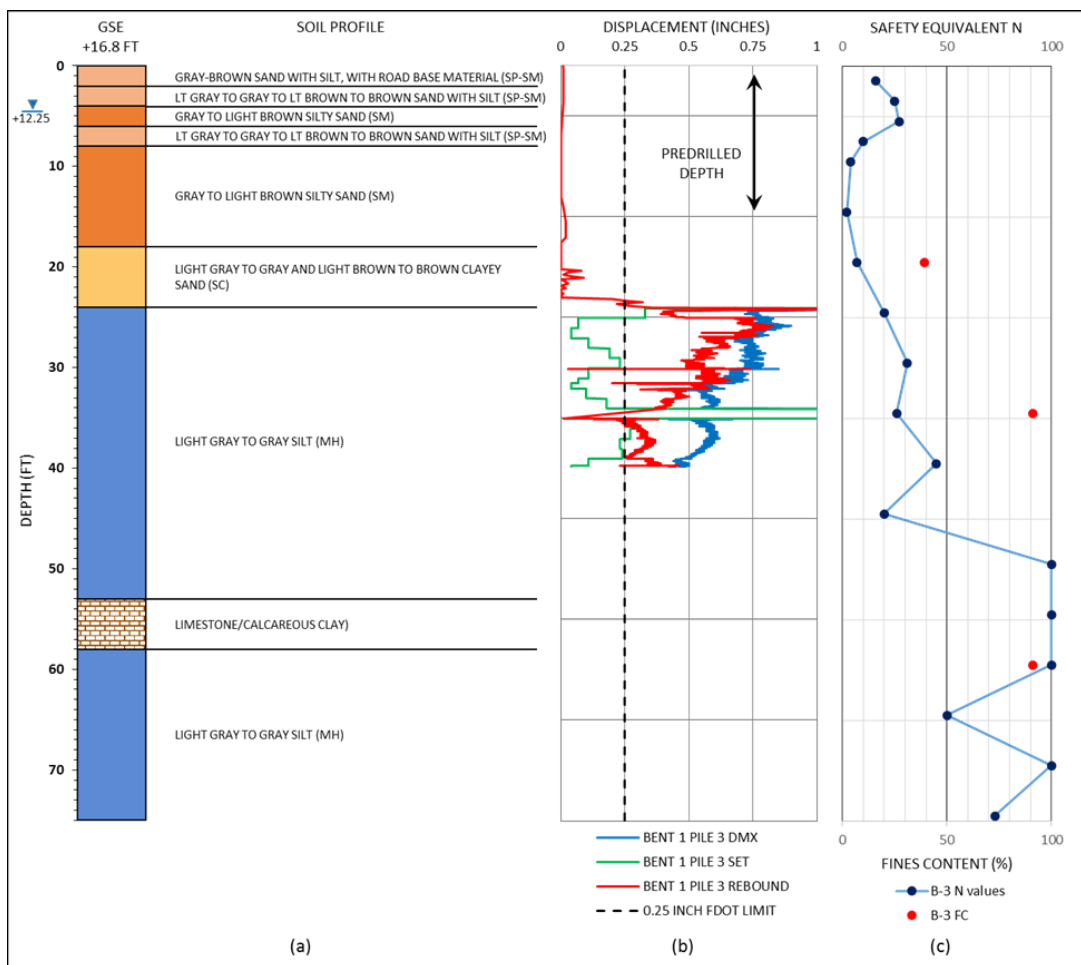 GSE
+16.8 FT
SOIL PROFILE
DISPLACEMENT (INCHES)
SAFETY EQUIVALENT N
0 0.25 0.5 0.75 1
0 50 100
0
10
20
30
40
50
60
70
DEPTH (FT)
+12.25
GRAY-BROWN SAND WITH SILT, WITH ROAD BASE MATERIAL (SP-SM)
LT GRAY TO GRAY TO LT BROWN TO BROWN SAND WITH SILT (SP-SM)
GRAY TO LIGHT BROWN SILTY SAND (SM)
LT GRAY TO GRAY TO LT BROWN TO BROWN SAND WITH SILT (SP-SM)
GRAY TO LIGHT BROWN SILTY SAND (SM)
LIGHT GRAY TO GRAY AND LIGHT BROWN TO BROWN CLAYEY
SAND (SC)
LIGHT GRAY TO GRAY SILT (MH)
LIMESTONE/CALCAREOUS CLAY)
LIGHT GRAY TO GRAY SILT (MH)
PREDRILLED
DEPTH
BENT 1 PILE 3 DMX
BENT 1 PILE 3 SET
BENT 1 PILE 3 REBOUND
0.25 INCH FDOT LIMIT
0 50 100
FINES CONTENT (%)
B-3 N values
B-3 FC
(a)
(b)
(c)